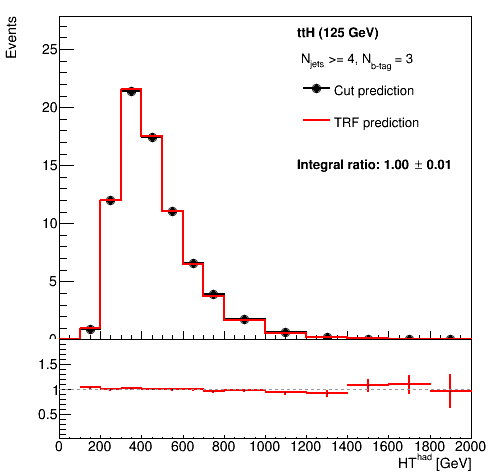 Events
ttH (125 GeV)
N_jets >= 4, N_b-tag = 3
Cut prediction
TRF prediction
Integral ratio: 1.00 ± 0.01
25
20
15
10
5
0
1.5
1
0.5
0 200 400 600 800 1000 1200 1400 1600 1800 2000
HT^had [GeV]